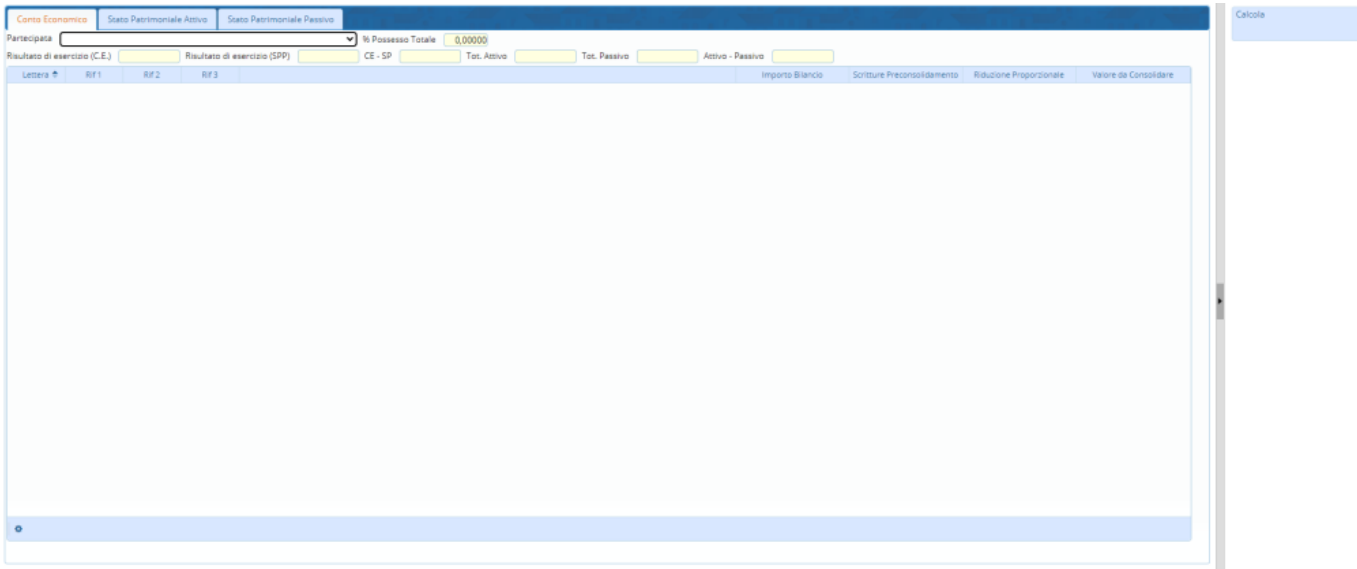 Conto Economico Stato Patrimoniale Attivo Stato Patrimoniale Passivo
Calcola
Partecipata % Possesso Totale 0,00000
Risultato di esercizio (C.E.) Risultato di esercizio (SPP) CE - SP Tot. Attivo Tot. Passivo Attivo - Passivo
Lettera Rif 1 Rif 2 Rif 3 Importo Bilancio Scritture Preconsolidamento Riduzione Proporzionale Valore da Consolidare